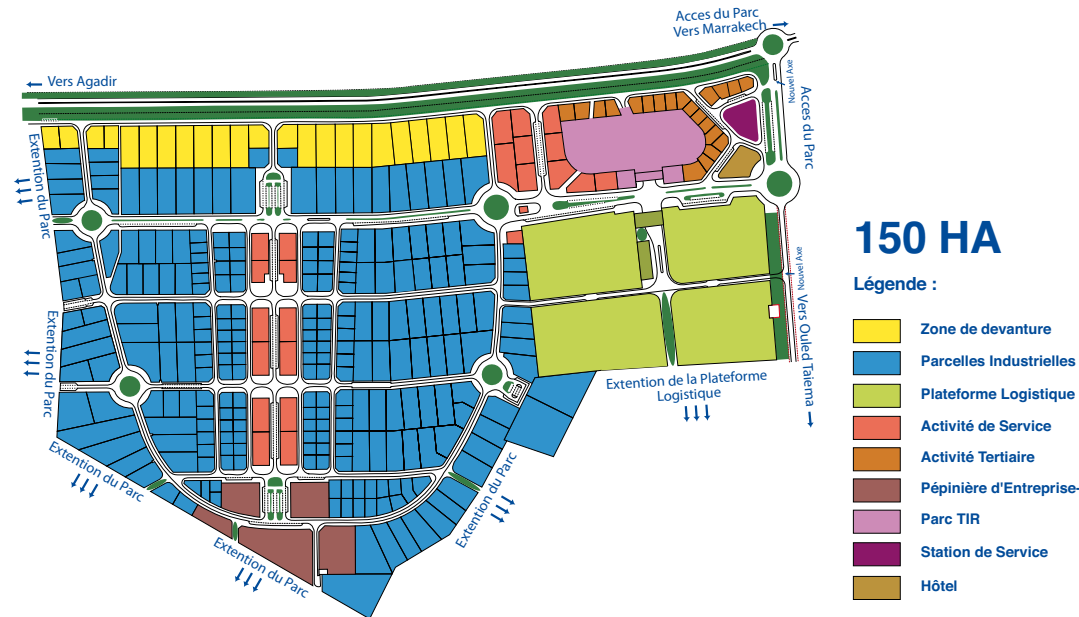 Acces du Parc
Vers Marrakech
Vers Agadir
Nouvel Axe
Acces du Parc
Extention du Parc
Nouvel Axe
Vers Ouled Taiema
Extention du Parc
Extention de la Plateforme
Logistique
Extention du Parc
Extention du Parc
Extention du Parc
150 HA
Légende :
Zone de devanture
Parcelles Industrielles
Plateforme Logistique
Activité de Service
Activité Tertiaire
Pépinière d'Entreprise-
Parc TIR
Station de Service
Hôtel